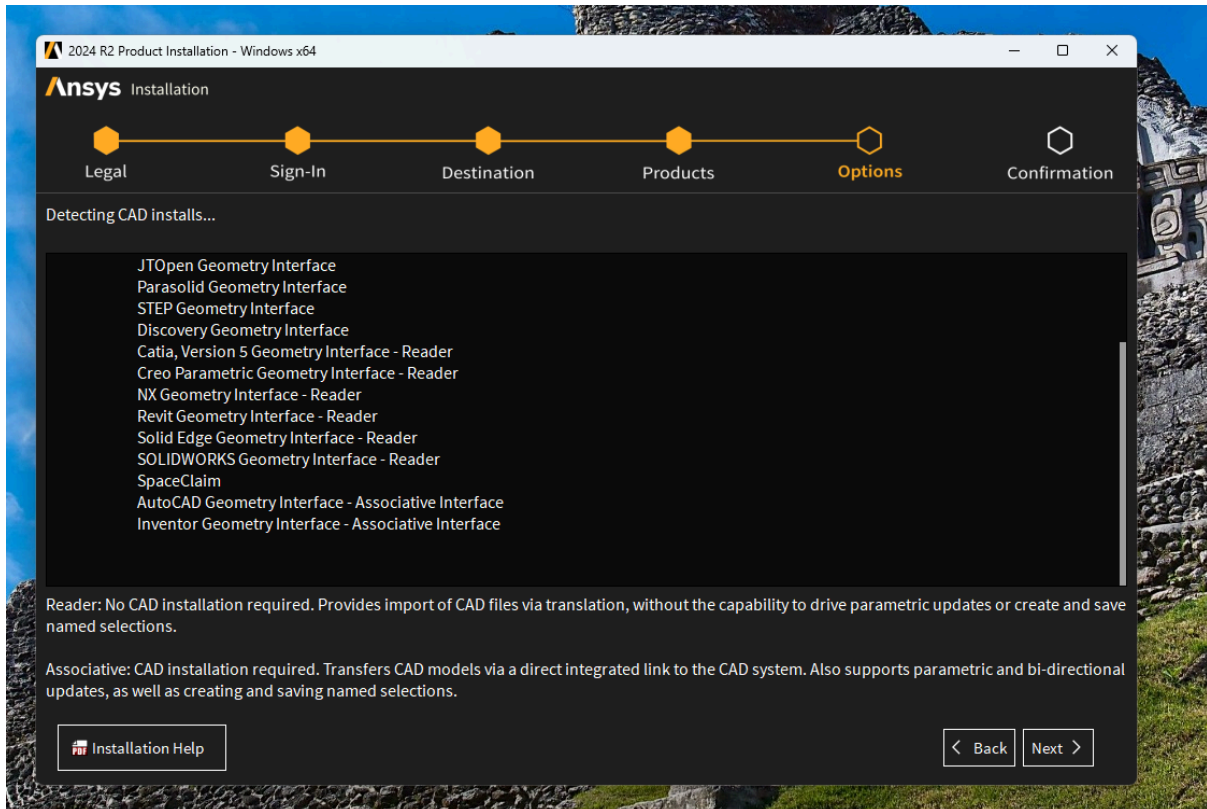 2024 R2 Product Installation - Windows x64
Ansys Installation
Legal
Sign-In
Destination
Products
Options
Confirmation
Detecting CAD installs...
JTOpen Geometry Interface
Parasolid Geometry Interface
STEP Geometry Interface
Discovery Geometry Interface
Catia, Version 5 Geometry Interface - Reader
Creo Parametric Geometry Interface - Reader
NX Geometry Interface - Reader
Revit Geometry Interface - Reader
Solid Edge Geometry Interface - Reader
SOLIDWORKS Geometry Interface - Reader
SpaceClaim
AutoCAD Geometry Interface - Associative Interface
Inventor Geometry Interface - Associative Interface
Reader: No CAD installation required. Provides import of CAD files via translation, without the capability to drive parametric updates or create and save
named selections.
Associative: CAD installation required. Transfers CAD models via a direct integrated link to the CAD system. Also supports parametric and bi-directional
updates, as well as creating and saving named selections.
PDF Installation Help
< Back
Next >